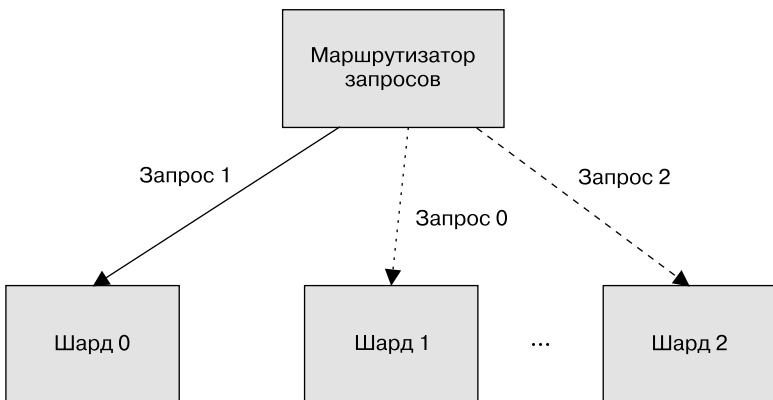 Маршрутизатор
запросов
Запрос 1
Запрос 2
Запрос 0
Шард 0
Шард 1
...
Шард 2